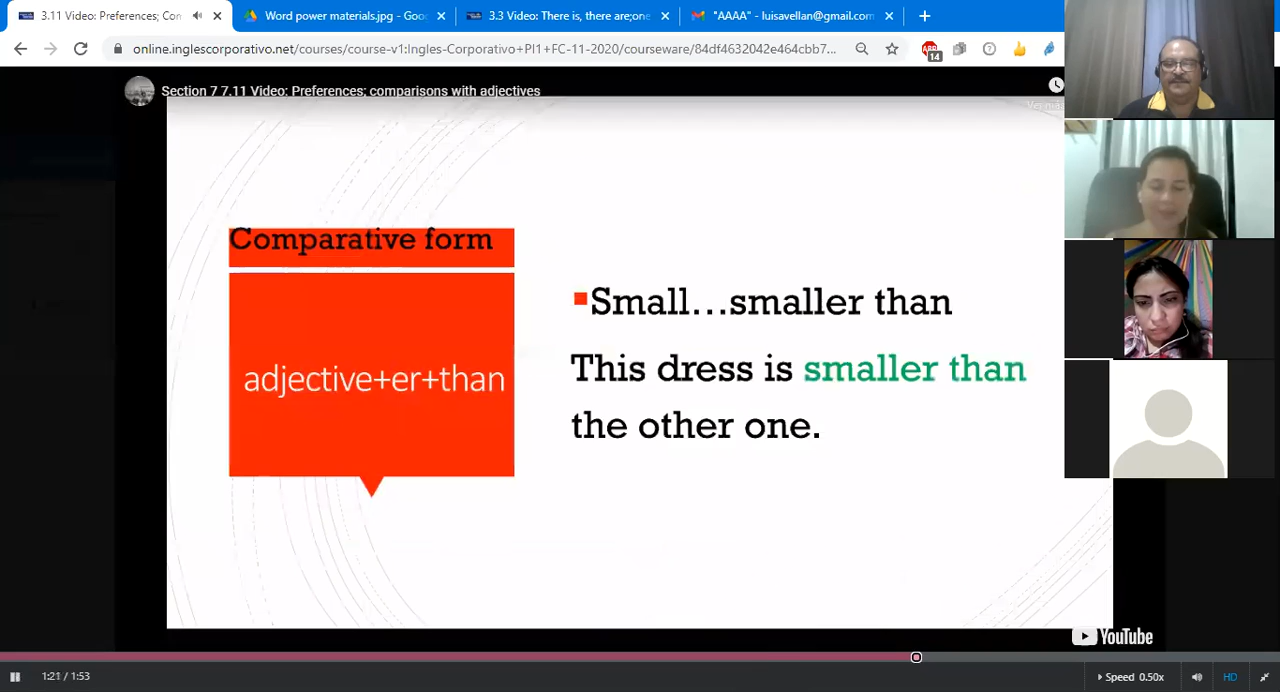 3.11 Video: Preferences; Co
Word power materials.jpg - Goo
3.3 Video: There is, there are;one
"AAAA" - luisavellan@gmail.com
online.inglescorporativo.net/courses/course-v1:Ingles-Corporativo+PI1+FC-11-2020/courseware/84df4632042e464cbb7...
ABP
14
Section 7 7.11 Video: Preferences; comparisons with adjectives
Comparative form
adjective+er+than
Small...smaller than
This dress is smaller than
the other one.
YouTube
1:21 / 1:53
Speed 0.50x
HD